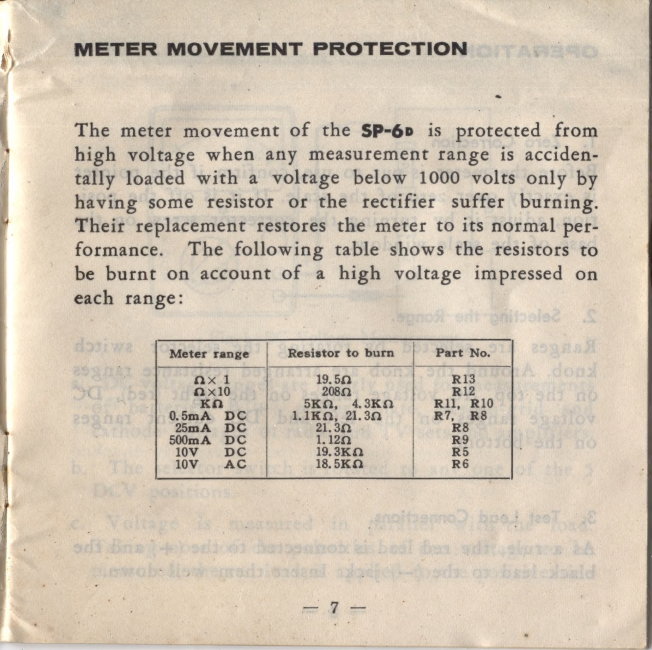 METER MOVEMENT PROTECTION
The meter movement of the SP-6D is protected from
high voltage when any measurement range is acciden-
tally loaded with a voltage below 1000 volts only by
having some resistor or the rectifier suffer burning.
Their replacement restores the meter to its normal per-
formance. The following table shows the resistors to
be burnt on account of a high voltage impressed on
each range:
Meter range Resistor to burn Part No.
Ω× 1 19.5Ω R13
Ω×10 208Ω R12
KΩ 5KΩ, 4.3KΩ R11, R10
0.5mA DC 1.1KΩ, 21.3Ω R7, R8
25mA DC 21.3Ω R8
500mA DC 1.12Ω R9
10V DC 19.3KΩ R5
10V AC 18.5KΩ R6
— 7 —